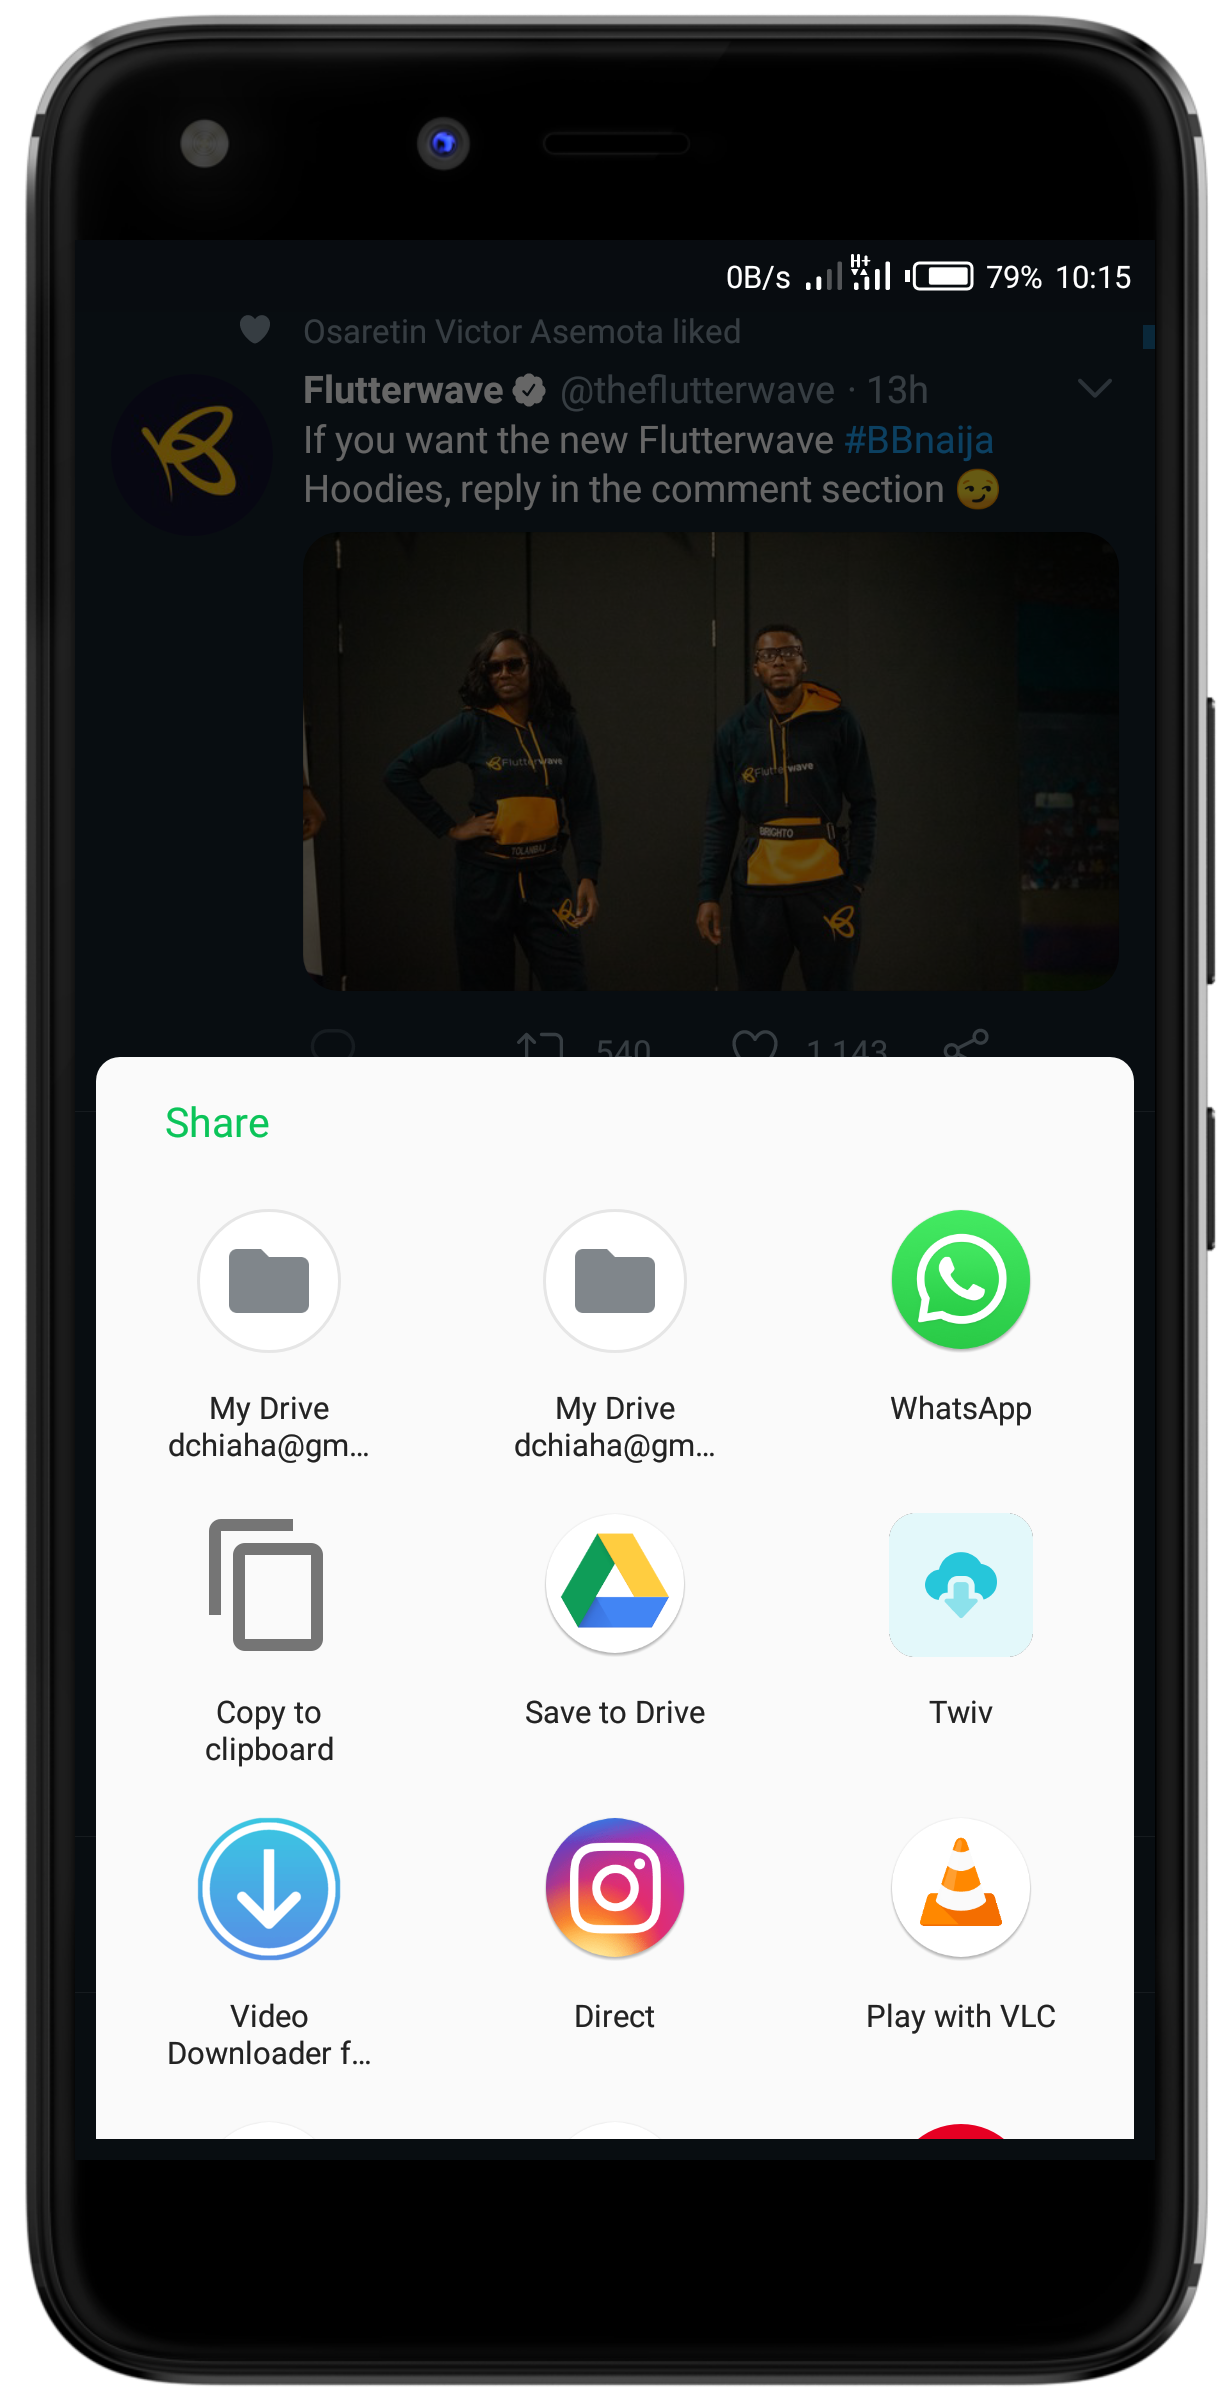 0B/s H+ 79% 10:15
Osaretin Victor Asemota liked
Flutterwave @theflutterwave · 13h
If you want the new Flutterwave #BBnaija
Hoodies, reply in the comment section 😏
Flutterwave
Flutterwave
BRIGHTO
TOLANIBAJ
540 1,143
Share
My Drive
dchiaha@gm...
My Drive
dchiaha@gm...
WhatsApp
Copy to
clipboard
Save to Drive
Twiv
Video
Downloader f...
Direct
Play with VLC